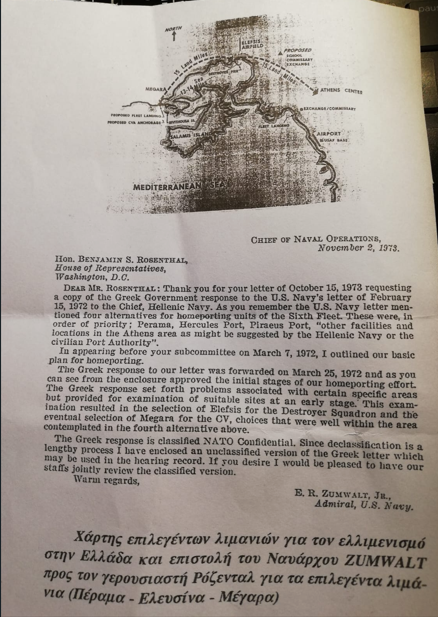 NORTH
ELEFSIS
AIRFIELD
PROPOSED
SCHOOL
COMMISSARY
EXCHANGE
15 Land Miles
Land Miles
MEGARA
ATHENS CENTER
EXCHANGE/COMMISSARY
PROPOSED FLEET LANDING
PROPOSED CVA ANCHORAGE
SALAMIS ISLAND
FLEET LANDING
AIRPORT
MEDITERRANEAN SEA
CHIEF OF NAVAL OPERATIONS,
November 2, 1973.
Hon. BENJAMIN S. ROSENTHAL,
House of Representatives,
Washington, D.C.
DEAR MR. ROSENTHAL: Thank you for your letter of October 15, 1973 requesting
a copy of the Greek Government response to the U.S. Navy's letter of February
15, 1972 to the Chief, Hellenic Navy. As you remember the U.S. Navy letter men-
tioned four alternatives for homeporting units of the Sixth Fleet. These were, in
order of priority; Perama, Hercules Port, Piraeus Port, "other facilities and
locations in the Athens area as might be suggested by the Hellenic Navy or the
civilian Port Authority".
In appearing before your subcommittee on March 7, 1972, I outlined our basic
plan for homeporting.
The Greek response to our letter was forwarded on March 25, 1972 and as you
can see from the enclosure approved the initial stages of our homeporting effort.
The Greek response set forth problems associated with certain specific areas
but provided for examination of suitable sites at an early stage. This exam-
ination resulted in the selection of Elefsis for the Destroyer Squadron and the
eventual selection of Megara for the CV, choices that were well within the area
contemplated in the fourth alternative above.
The Greek response is classified NATO Confidential. Since declassification is a
lengthy process I have enclosed an unclassified version of the Greek letter which
may be used in the hearing record. If you desire I would be pleased to have our
staffs jointly review the classified version.
Warm regards,
E. R. ZUMWALT, JR.,
Admiral, U.S. Navy.
Χάρτης επιλεγέντων λιμανιών για τον ελλιμενισμό
στην Ελλάδα και επιστολή του Ναυάρχου ZUMWALT
προς τον γερουσιαστή Ρόζενταλ για τα επιλεγέντα λιμά-
νια (Πέραμα - Ελευσίνα - Μέγαρα)